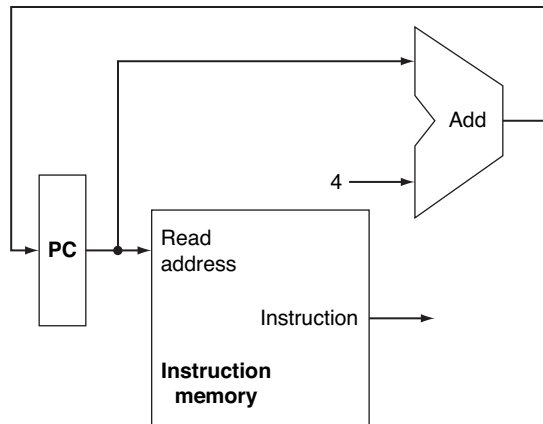 Add
4
PC
Read
address
Instruction
Instruction
memory